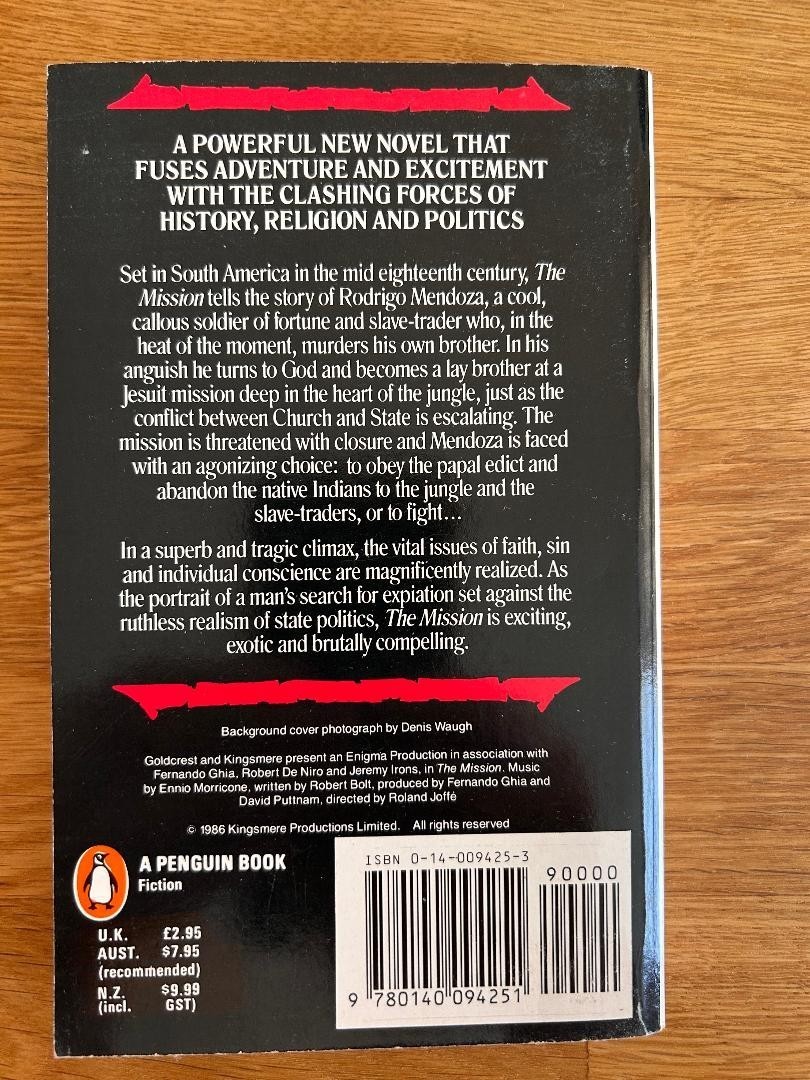 A POWERFUL NEW NOVEL THAT
FUSES ADVENTURE AND EXCITEMENT
WITH THE CLASHING FORCES OF
HISTORY, RELIGION AND POLITICS
Set in South America in the mid eighteenth century, The
Mission tells the story of Rodrigo Mendoza, a cool,
callous soldier of fortune and slave-trader who, in the
heat of the moment, murders his own brother. In his
anguish he turns to God and becomes a lay brother at a
Jesuit mission deep in the heart of the jungle, just as the
conflict between Church and State is escalating. The
mission is threatened with closure and Mendoza is faced
with an agonizing choice: to obey the papal edict and
abandon the native Indians to the jungle and the
slave-traders, or to fight...
In a superb and tragic climax, the vital issues of faith, sin
and individual conscience are magnificently realized. As
the portrait of a man's search for expiation set against the
ruthless realism of state politics, The Mission is exciting,
exotic and brutally compelling.
Background cover photograph by Denis Waugh
Goldcrest and Kingsmere present an Enigma Production in association with
Fernando Ghia, Robert De Niro and Jeremy Irons, in The Mission. Music
by Ennio Morricone, written by Robert Bolt, produced by Fernando Ghia and
David Puttnam, directed by Roland Joffé
© 1986 Kingsmere Productions Limited. All rights reserved
A PENGUIN BOOK
Fiction
U.K. £2.95
AUST. $7.95
(recommended)
N.Z. $9.99
(incl. GST)
ISBN 0-14-009425-3
90000
9 780140 094251